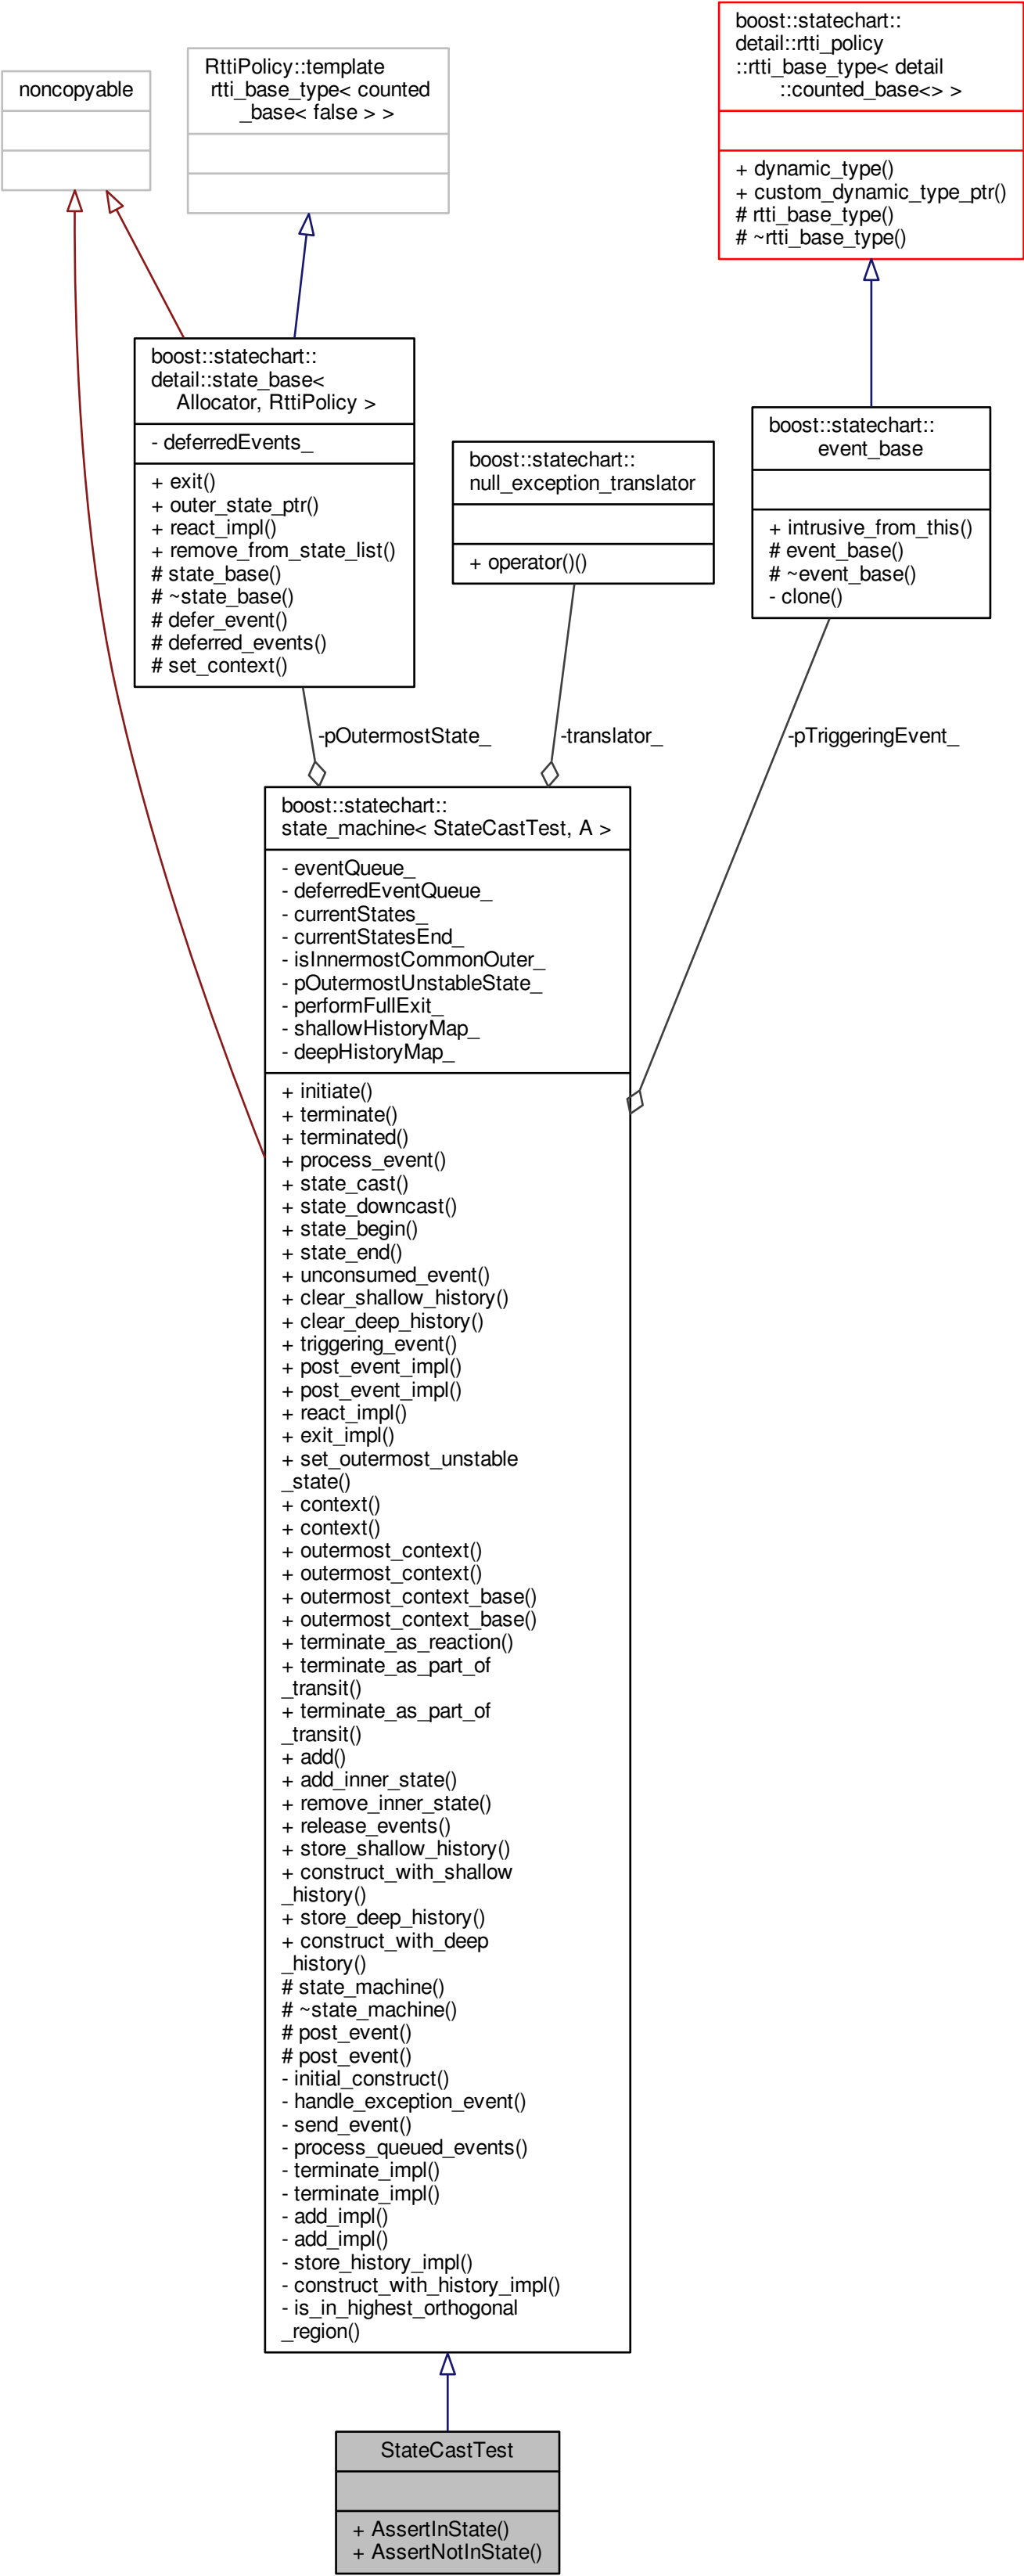 boost::statechart::
detail::rtti_policy
::rtti_base_type< detail
::counted_base<> >
+ dynamic_type()
+ custom_dynamic_type_ptr()
# rtti_base_type()
# ~rtti_base_type()
RttiPolicy::template
rtti_base_type< counted
_base< false > >
noncopyable
boost::statechart::
detail::state_base<
Allocator, RttiPolicy >
- deferredEvents_
+ exit()
+ outer_state_ptr()
+ react_impl()
+ remove_from_state_list()
# state_base()
# ~state_base()
# defer_event()
# deferred_events()
# set_context()
boost::statechart::
null_exception_translator
+ operator()()
boost::statechart::
event_base
+ intrusive_from_this()
# event_base()
# ~event_base()
- clone()
-pOutermostState_
-translator_
-pTriggeringEvent_
boost::statechart::
state_machine< StateCastTest, A >
- eventQueue_
- deferredEventQueue_
- currentStates_
- currentStatesEnd_
- isInnermostCommonOuter_
- pOutermostUnstableState_
- performFullExit_
- shallowHistoryMap_
- deepHistoryMap_
+ initiate()
+ terminate()
+ terminated()
+ process_event()
+ state_cast()
+ state_downcast()
+ state_begin()
+ state_end()
+ unconsumed_event()
+ clear_shallow_history()
+ clear_deep_history()
+ triggering_event()
+ post_event_impl()
+ post_event_impl()
+ react_impl()
+ exit_impl()
+ set_outermost_unstable
_state()
+ context()
+ context()
+ outermost_context()
+ outermost_context()
+ outermost_context_base()
+ outermost_context_base()
+ terminate_as_reaction()
+ terminate_as_part_of
_transit()
+ terminate_as_part_of
_transit()
+ add()
+ add_inner_state()
+ remove_inner_state()
+ release_events()
+ store_shallow_history()
+ construct_with_shallow
_history()
+ store_deep_history()
+ construct_with_deep
_history()
# state_machine()
# ~state_machine()
# post_event()
# post_event()
- initial_construct()
- handle_exception_event()
- send_event()
- process_queued_events()
- terminate_impl()
- terminate_impl()
- add_impl()
- add_impl()
- store_history_impl()
- construct_with_history_impl()
- is_in_highest_orthogonal
_region()
StateCastTest
+ AssertInState()
+ AssertNotInState()